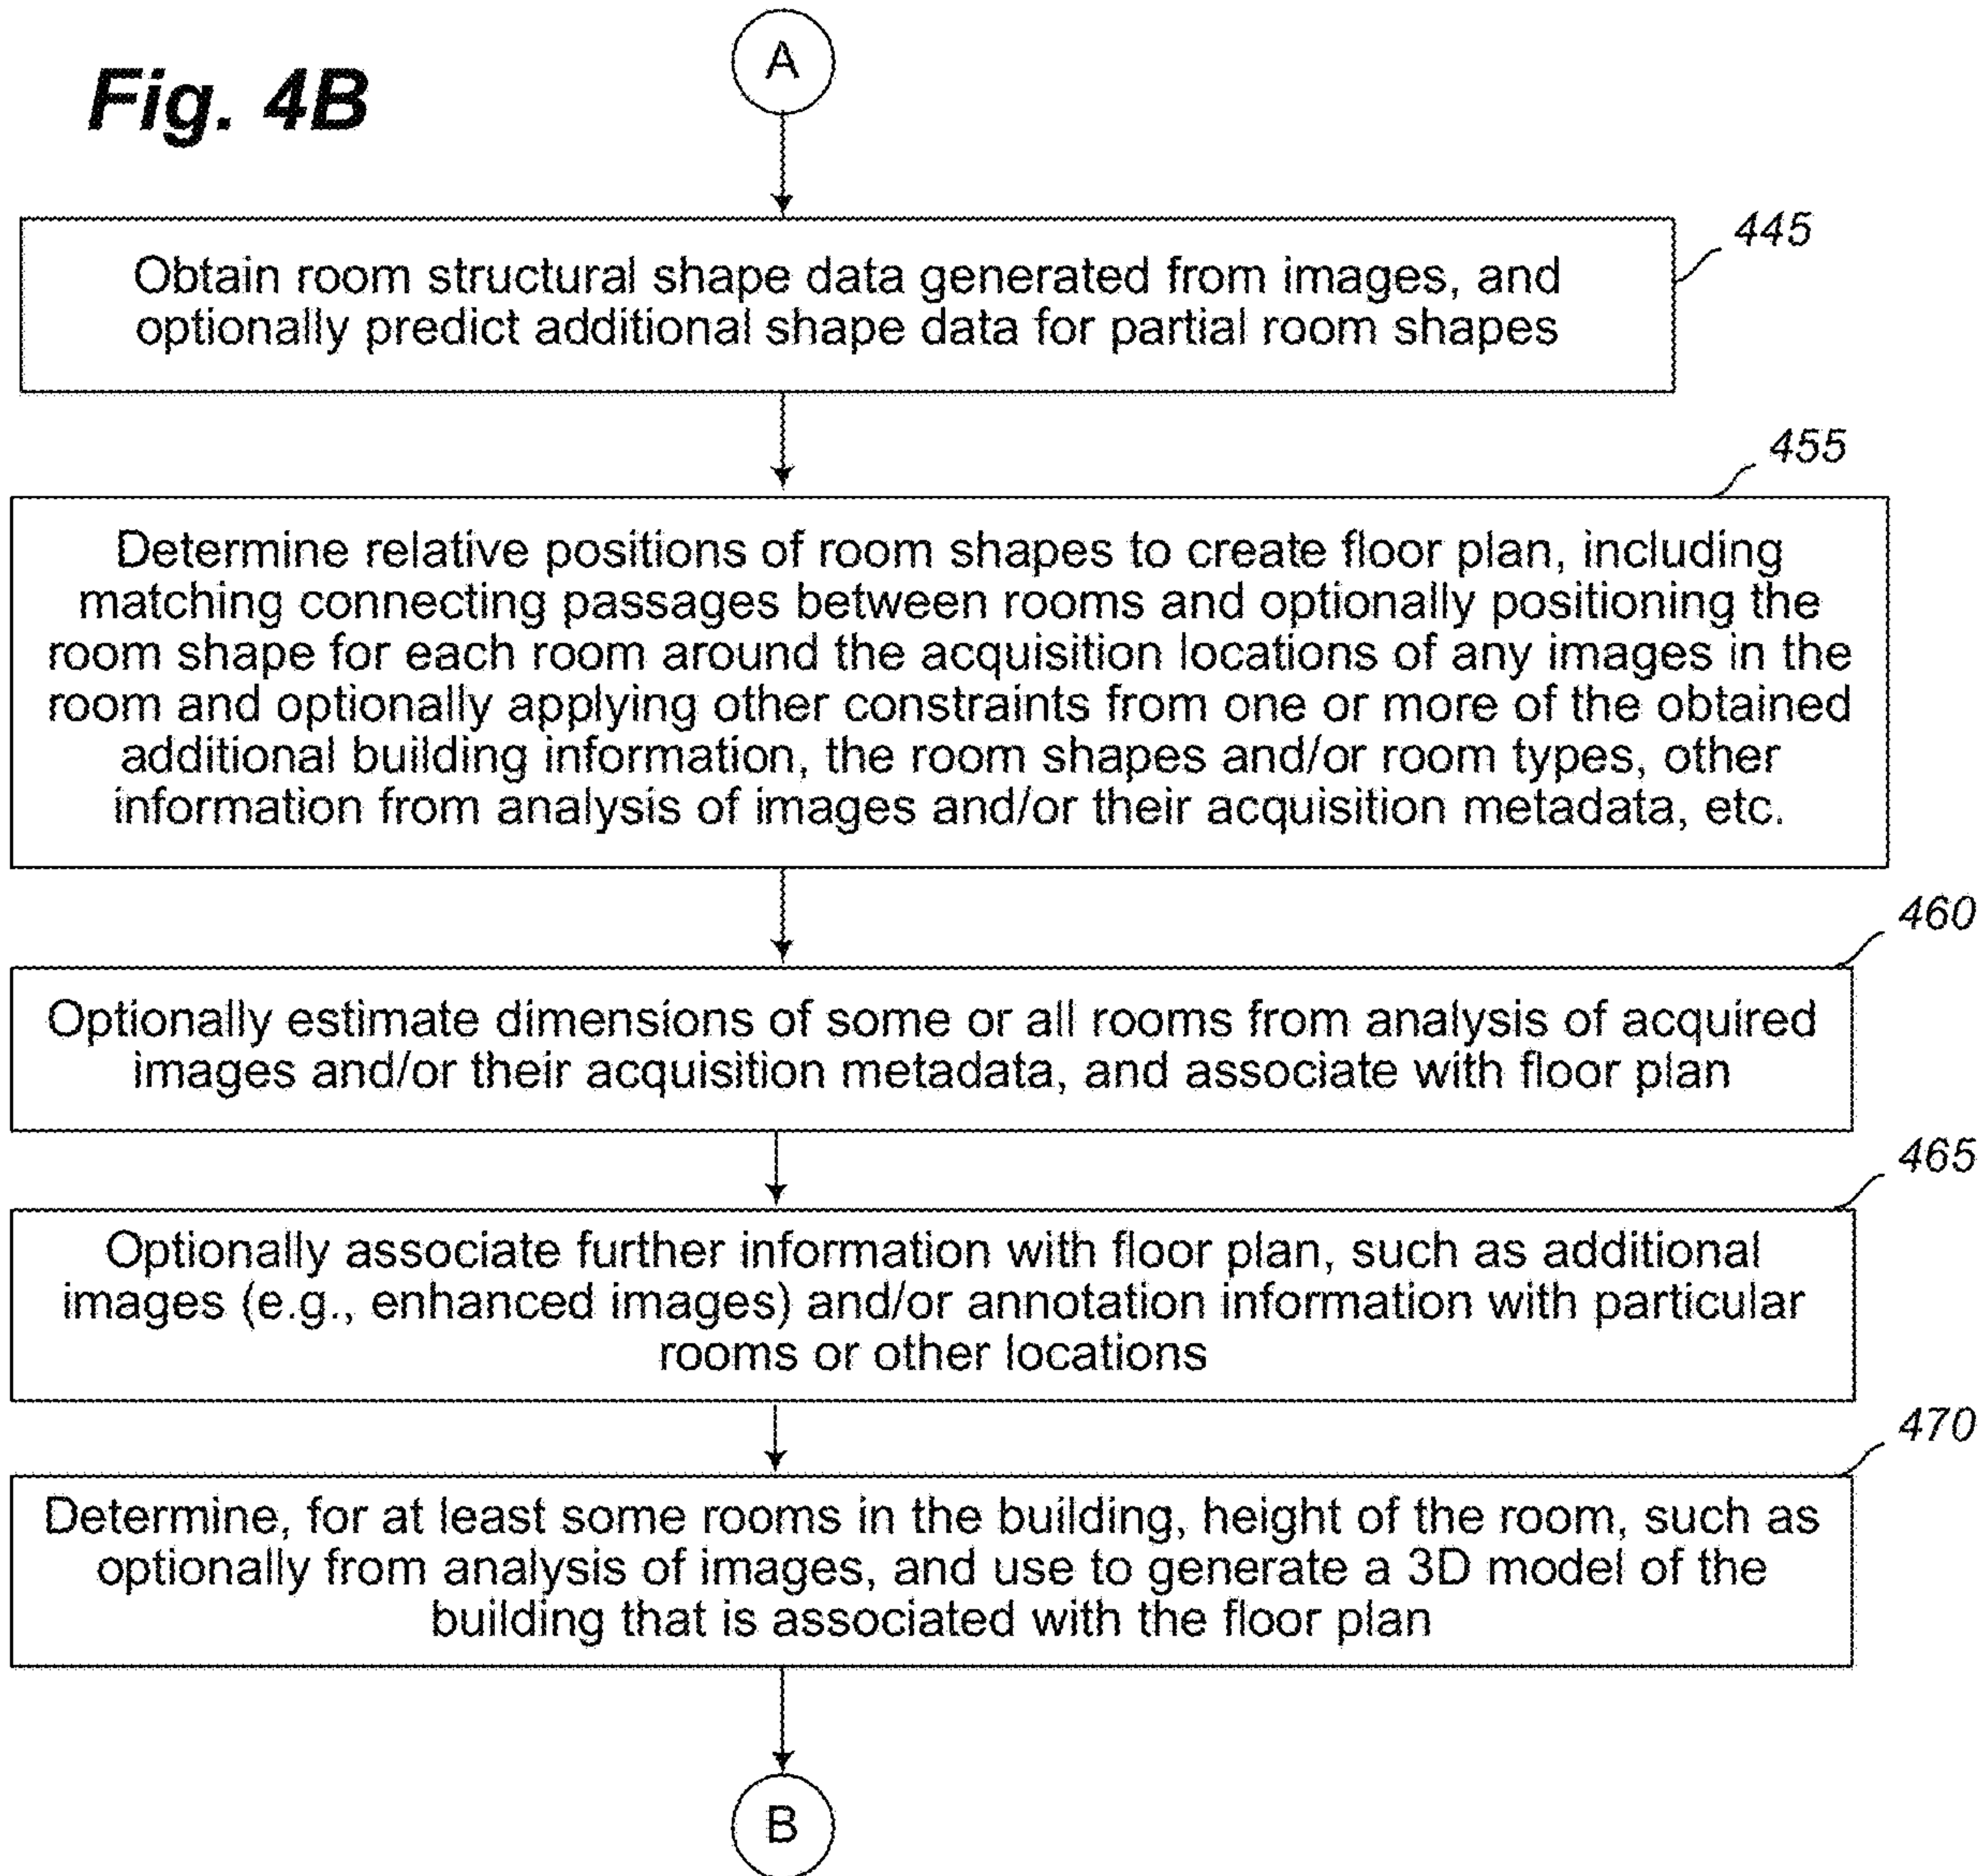 Fig. 4B
A
445
Obtain room structural shape data generated from images, and
optionally predict additional shape data for partial room shapes
455
Determine relative positions of room shapes to create floor plan, including
matching connecting passages between rooms and optionally positioning the
room shape for each room around the acquisition locations of any images in the
room and optionally applying other constraints from one or more of the obtained
additional building information, the room shapes and/or room types, other
information from analysis of images and/or their acquisition metadata, etc.
460
Optionally estimate dimensions of some or all rooms from analysis of acquired
images and/or their acquisition metadata, and associate with floor plan
465
Optionally associate further information with floor plan, such as additional
images (e.g., enhanced images) and/or annotation information with particular
rooms or other locations
470
Determine, for at least some rooms in the building, height of the room, such as
optionally from analysis of images, and use to generate a 3D model of the
building that is associated with the floor plan
B